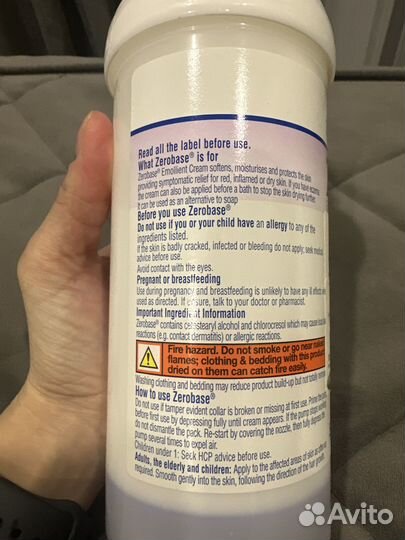 Read all the label before use.
What Zerobase® is for
Zerobase® Emollient Cream softens, moisturises and protects the skin
providing symptomatic relief for red, inflamed or dry skin. If you have eczema
the cream can also be applied before a bath to stop the skin drying further.
It can be used as an alternative to soap
Before you use Zerobase®
Do not use if you or your child have an allergy to any of the
ingredients listed.
If the skin is badly cracked, infected or bleeding do not apply, seek medical
advice before use.
Avoid contact with the eyes.
Pregnant or breastfeeding
Use during pregnancy and breastfeeding is unlikely to have any ill effects when
used as directed. If unsure, talk to your doctor or pharmacist.
Important Ingredient Information
Zerobase® contains cetostearyl alcohol and chlorocresol which may cause local
reactions (e.g. contact dermatitis) or allergic reactions.
Fire hazard. Do not smoke or go near naked
flames; clothing & bedding with this product
dried on them can catch fire easily.
Washing clothing and bedding may reduce product build-up but not totally
How to use Zerobase®
Do not use if tamper evident collar is broken or missing at first use. Prime the
before first use by depressing fully until cream appears. If the pump stops working
do not dismantle the pack. Re-start by covering the nozzle, then fully depress
pump several times to expel air.
Children under 1: Seek HCP advice before use.
Adults, the elderly and children: Apply to the affected areas of skin as often as
required. Smooth gently into the skin, following the direction of the hair growth.
Avito